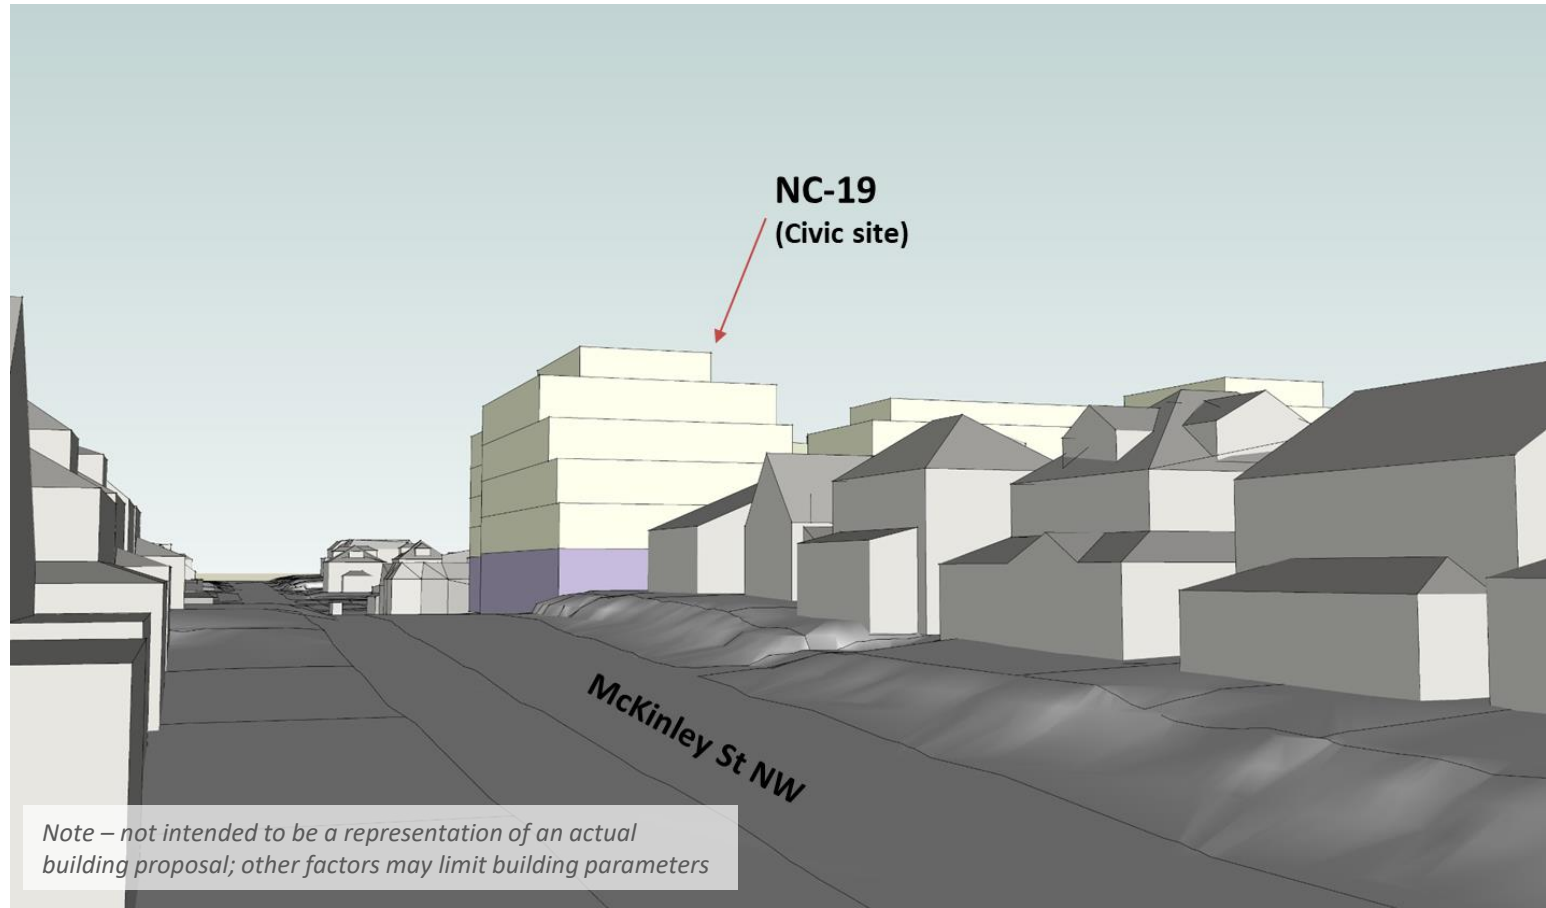 NC-19
(Civic site)
McKinley St NW
Note – not intended to be a representation of an actual
building proposal; other factors may limit building parameters